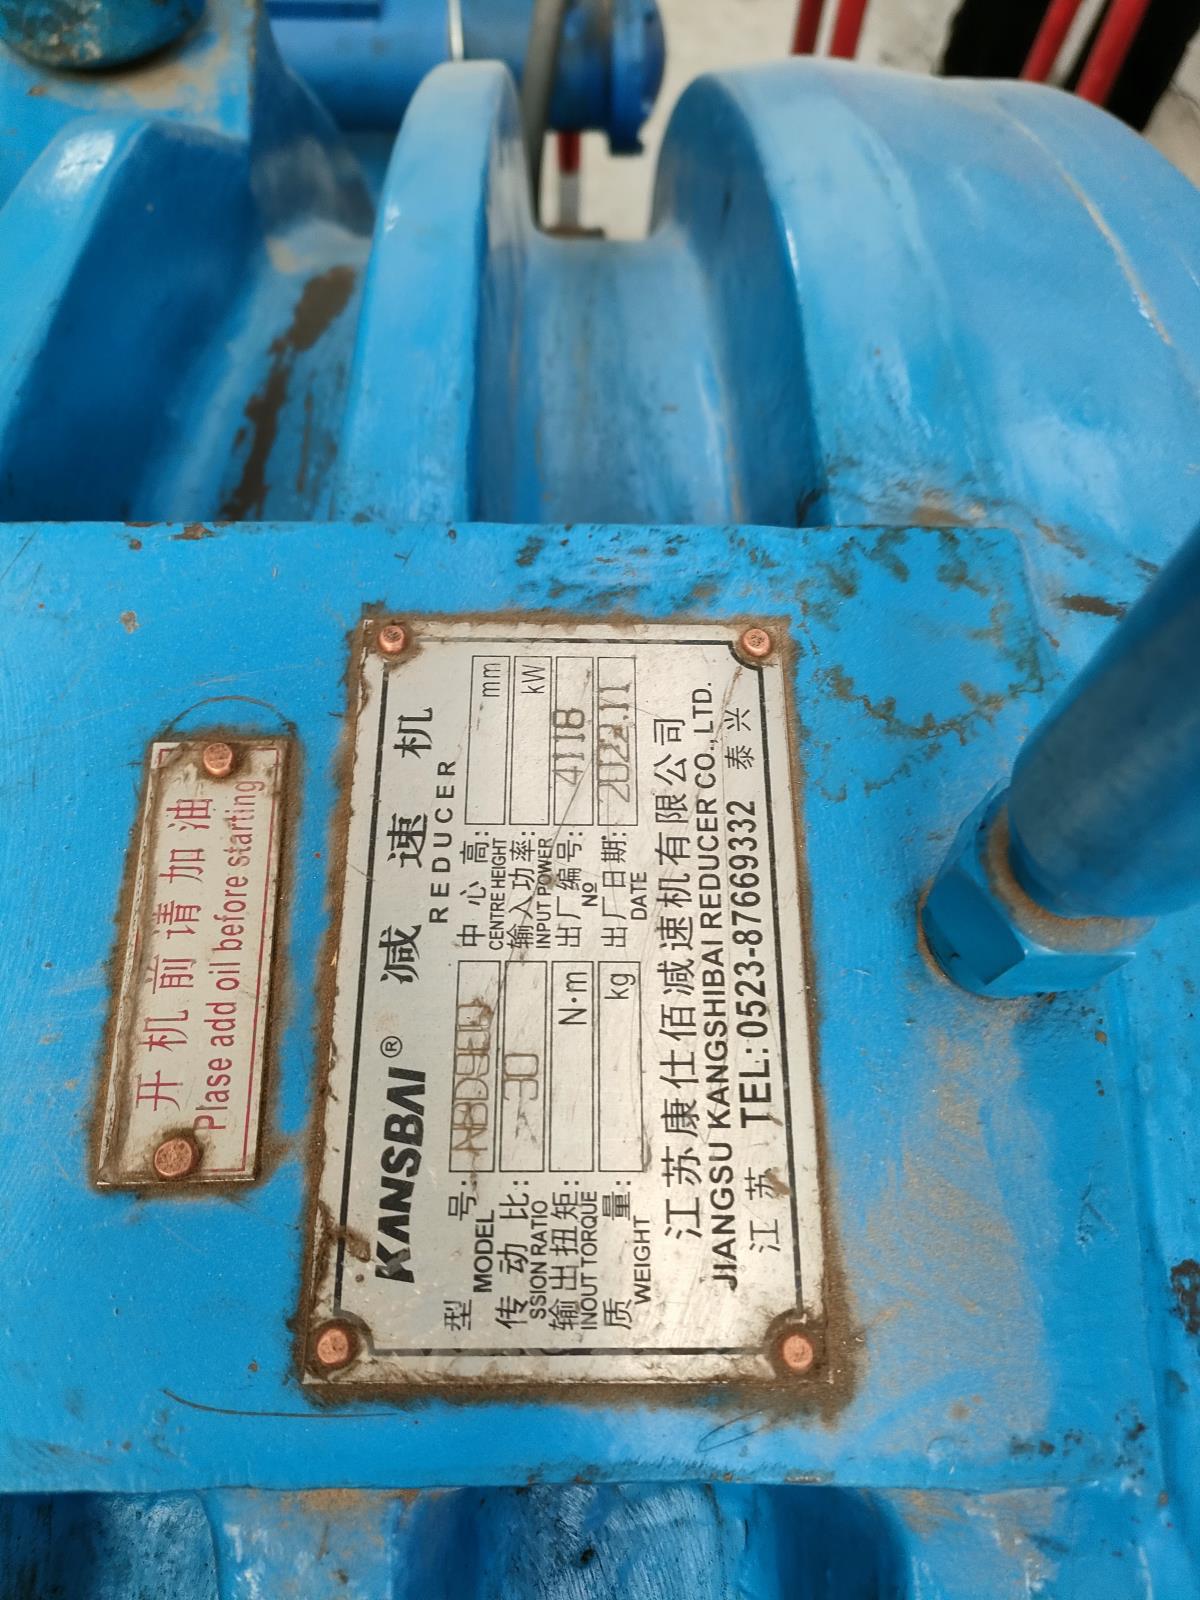 开机前请加油
Plase add oil before starting
KANSBAI® 减速机
REDUCER
型号: 中心高: mm
MODEL CENTRE HEIGHT
传动比: 30 输入功率: kW
SSION RATIO INPUT POWER
输出扭矩: N·m 出厂编号: 4118
INOUT TORQUE №
质量: kg 出厂日期: 2022.11
WEIGHT DATE
江苏康仕佰减速机有限公司
JIANGSU KANGSHIBAI REDUCER CO.,LTD.
江苏 TEL: 0523-87669332 泰兴